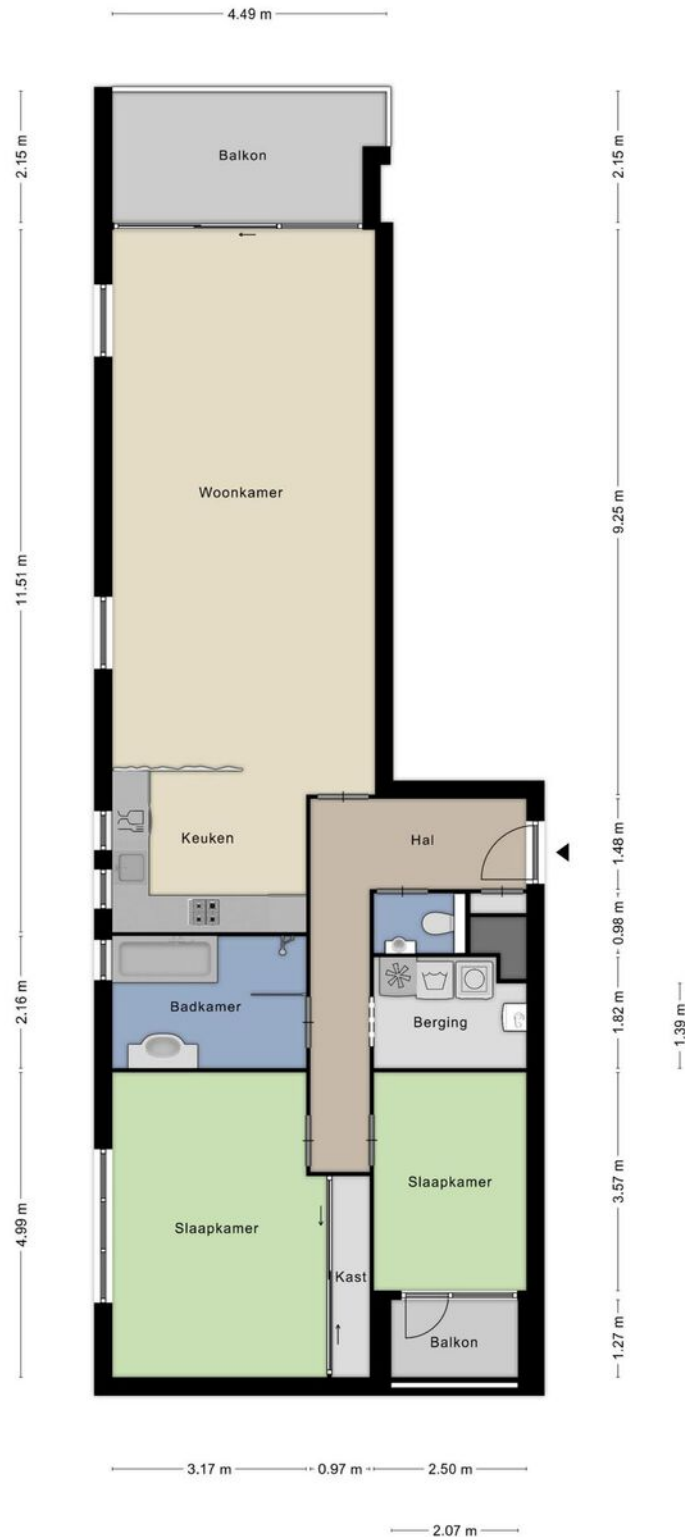 4.49 m
2.15 m
2.15 m
Balkon
11.51 m
9.25 m
Woonkamer
Keuken
Hal
1.48 m
0.98 m
2.16 m
Badkamer
Berging
1.82 m
1.39 m
4.99 m
Slaapkamer
Slaapkamer
3.57 m
Kast
Balkon
1.27 m
3.17 m
0.97 m
2.50 m
2.07 m